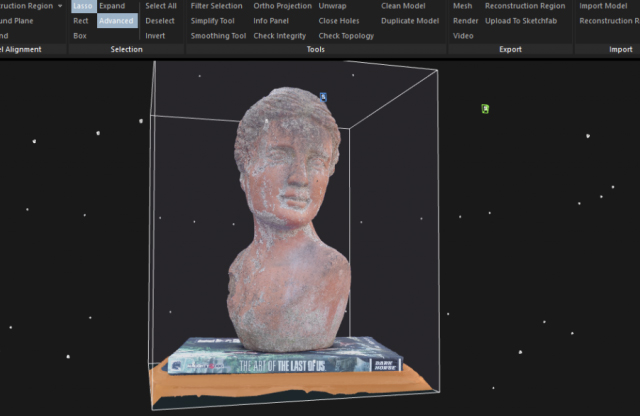 ruction Region Lasso Expand Select All Filter Selection Ortho Projection Unwrap Clean Model Mesh Reconstruction Region Import Model
und Plane Rect Advanced Deselect Simplify Tool Info Panel Close Holes Duplicate Model Render Upload To Sketchfab Reconstruction R
nd Box Invert Smoothing Tool Check Integrity Check Topology Video
el Alignment Selection Tools Export Import
THE ART OF THE LAST OF US DARK HORSE